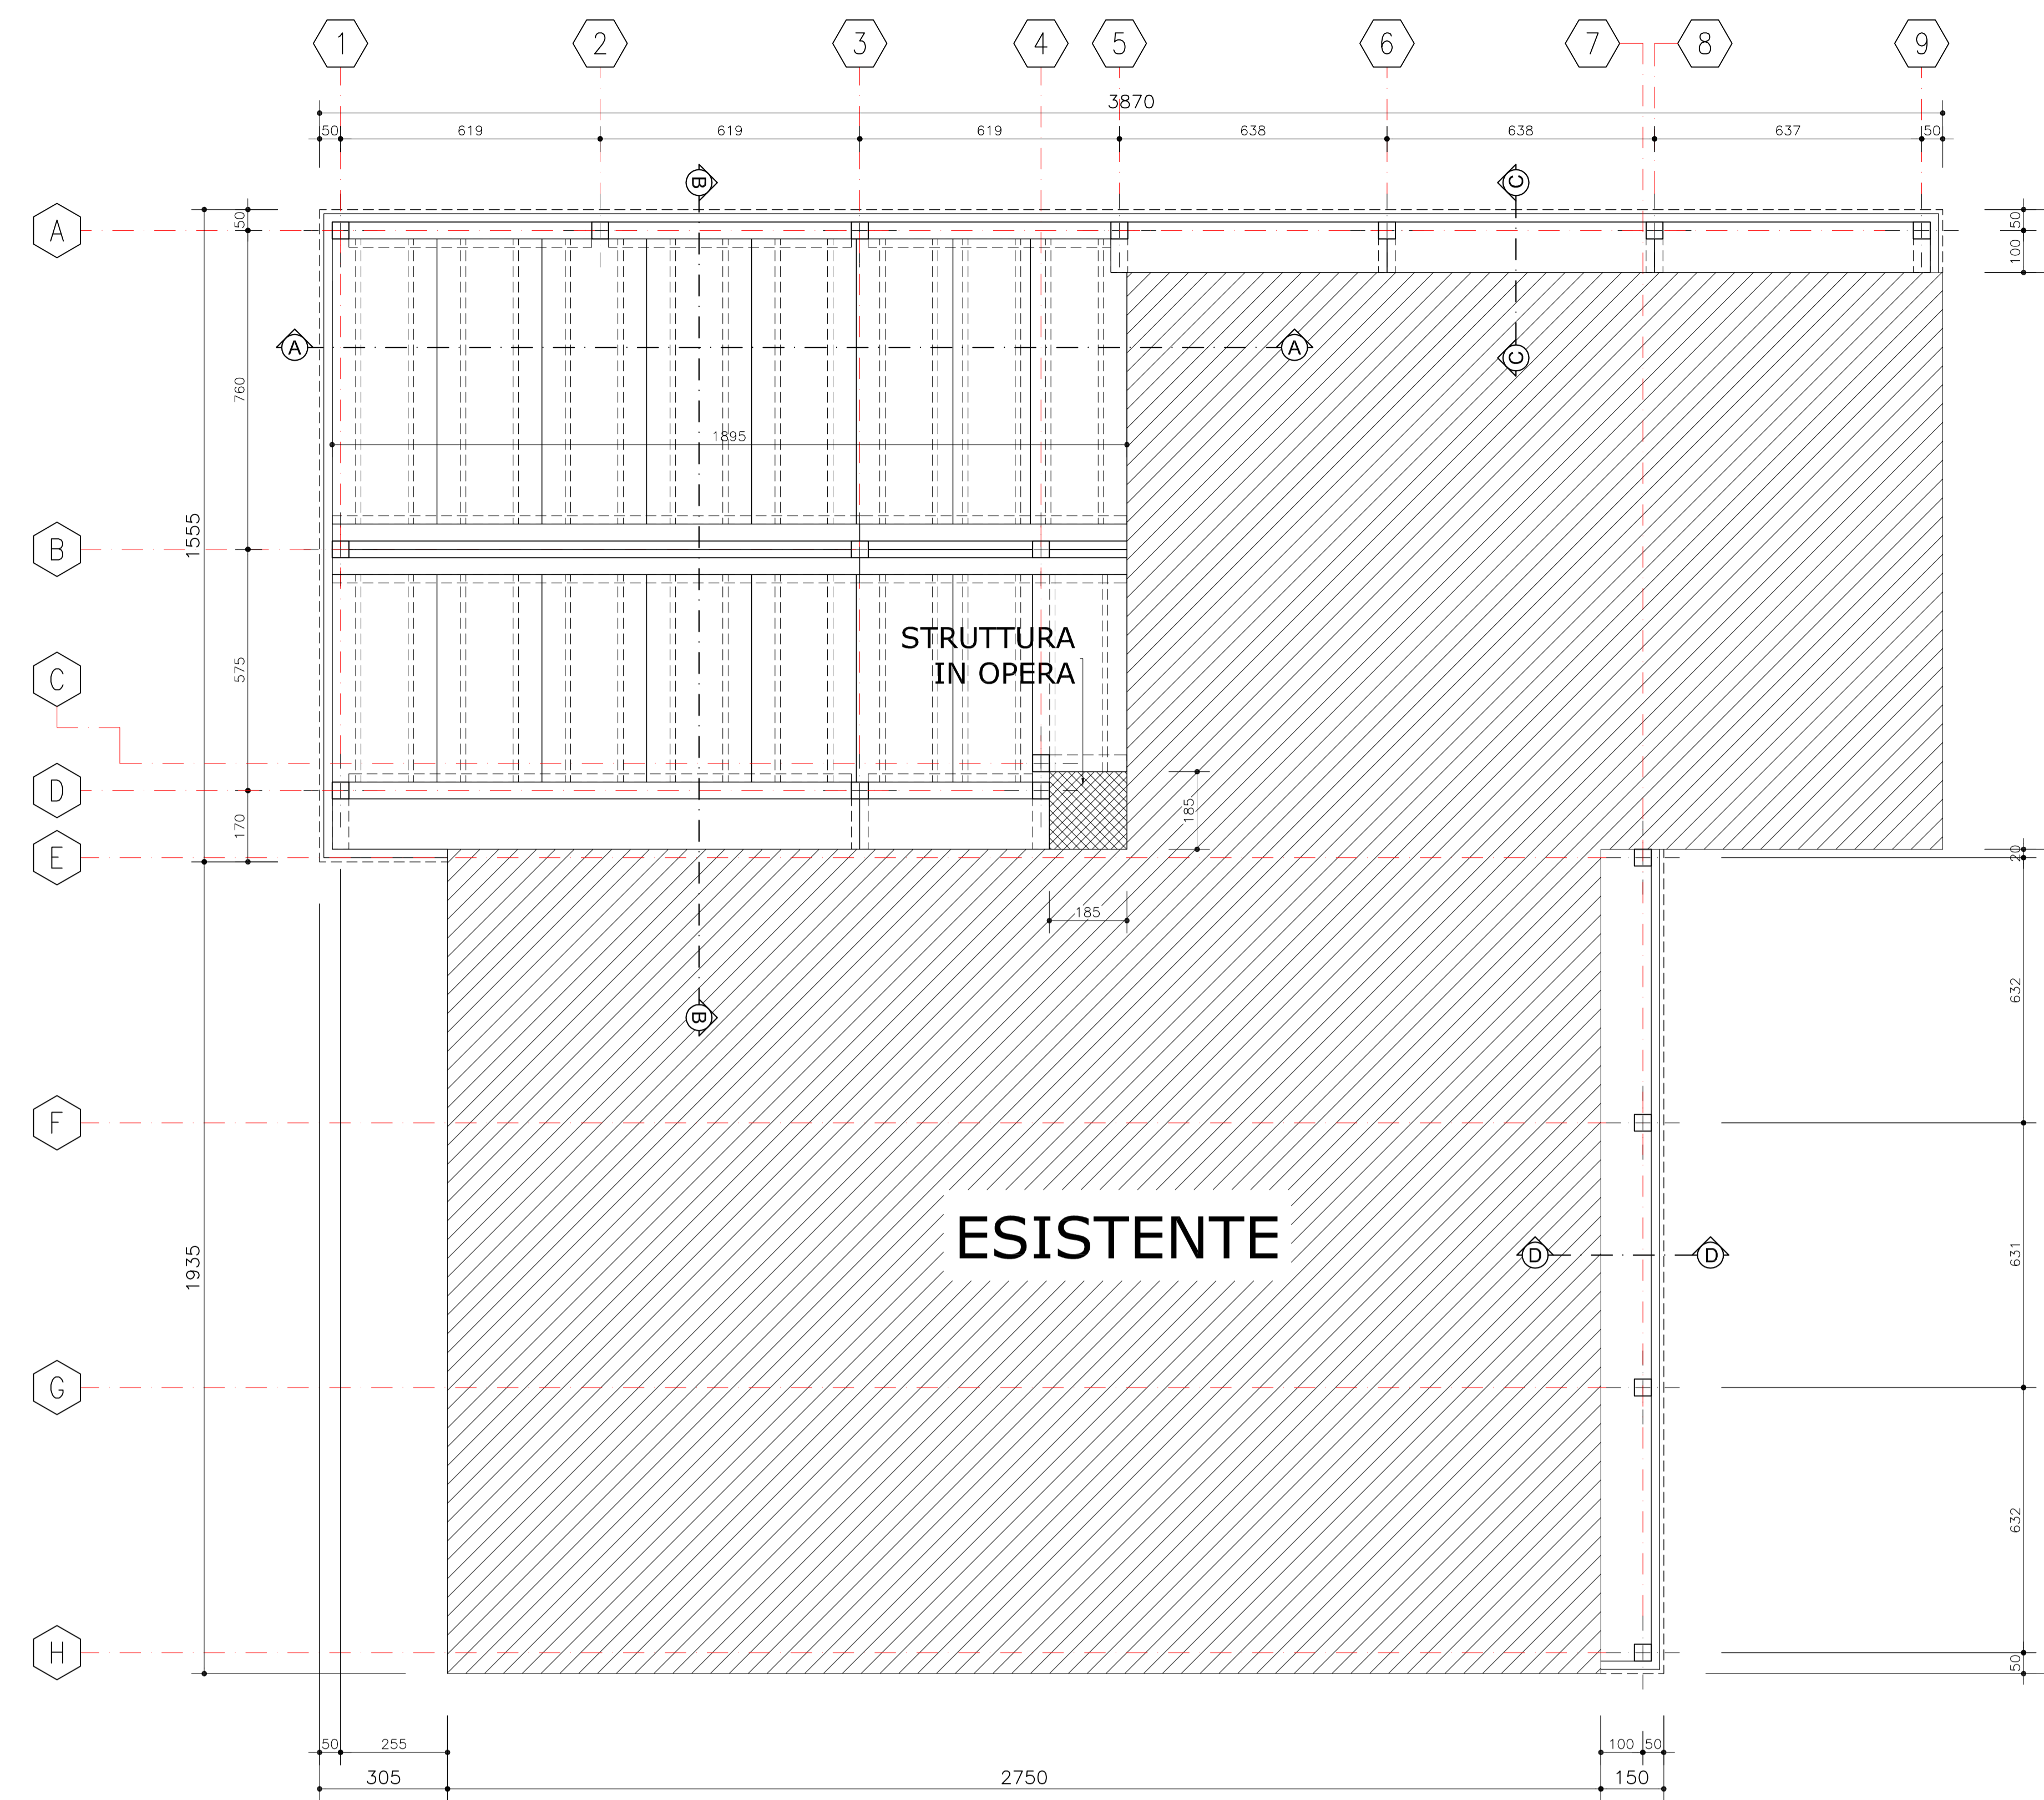 1 2 3 4 5 6 7 8 9
3870
50 619 619 619 638 638 637 50
B C
A
50 50
100
A A
C
760
1895
1555
B
STRUTTURA
IN OPERA
575
C
D
185
170
E
20
185
632
B
F
ESISTENTE
1935
D D
631
G
632
H
50
50 255 100 50
305 2750 150